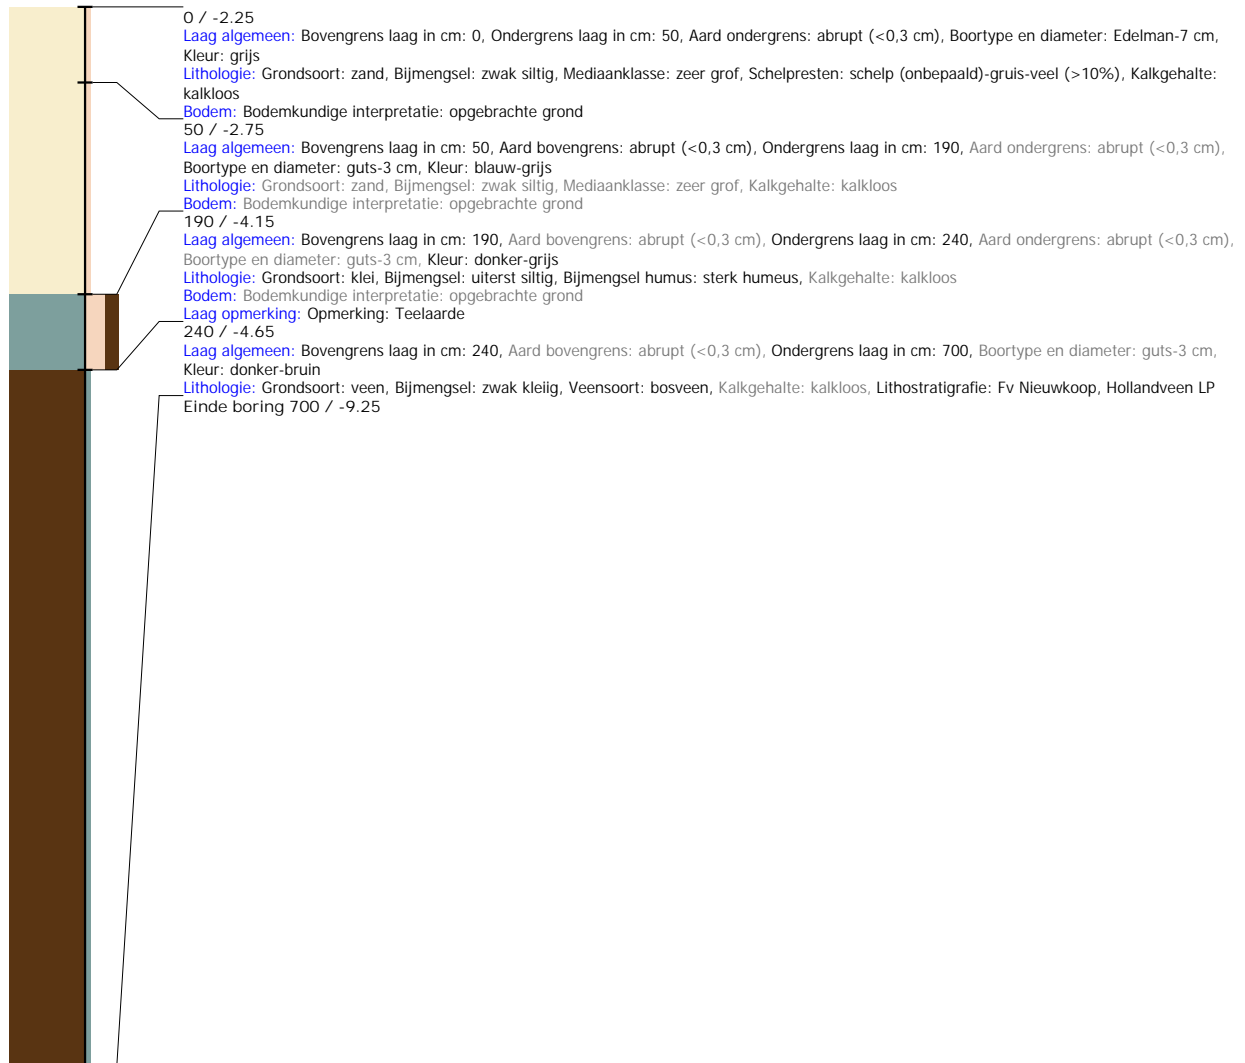 0 / -2.25
Laag algemeen: Bovengrens laag in cm: 0, Ondergrens laag in cm: 50, Aard ondergrens: abrupt (<0,3 cm), Boortype en diameter: Edelman-7 cm,
Kleur: grijs
Lithologie: Grondsoort: zand, Bijmengsel: zwak siltig, Mediaanklasse: zeer grof, Schelpresten: schelp (onbepaald)-gruis-veel (>10%), Kalkgehalte:
kalkloos
Bodem: Bodemkundige interpretatie: opgebrachte grond
50 / -2.75
Laag algemeen: Bovengrens laag in cm: 50, Aard bovengrens: abrupt (<0,3 cm), Ondergrens laag in cm: 190, Aard ondergrens: abrupt (<0,3 cm),
Boortype en diameter: guts-3 cm, Kleur: blauw-grijs
Lithologie: Grondsoort: zand, Bijmengsel: zwak siltig, Mediaanklasse: zeer grof, Kalkgehalte: kalkloos
Bodem: Bodemkundige interpretatie: opgebrachte grond
190 / -4.15
Laag algemeen: Bovengrens laag in cm: 190, Aard bovengrens: abrupt (<0,3 cm), Ondergrens laag in cm: 240, Aard ondergrens: abrupt (<0,3 cm),
Boortype en diameter: guts-3 cm, Kleur: donker-grijs
Lithologie: Grondsoort: klei, Bijmengsel: uiterst siltig, Bijmengsel humus: sterk humeus, Kalkgehalte: kalkloos
Bodem: Bodemkundige interpretatie: opgebrachte grond
Laag opmerking: Opmerking: Teelaarde
240 / -4.65
Laag algemeen: Bovengrens laag in cm: 240, Aard bovengrens: abrupt (<0,3 cm), Ondergrens laag in cm: 700, Boortype en diameter: guts-3 cm,
Kleur: donker-bruin
Lithologie: Grondsoort: veen, Bijmengsel: zwak kleiig, Veensoort: bosveen, Kalkgehalte: kalkloos, Lithostratigrafie: Fv Nieuwkoop, Hollandveen LP
Einde boring 700 / -9.25